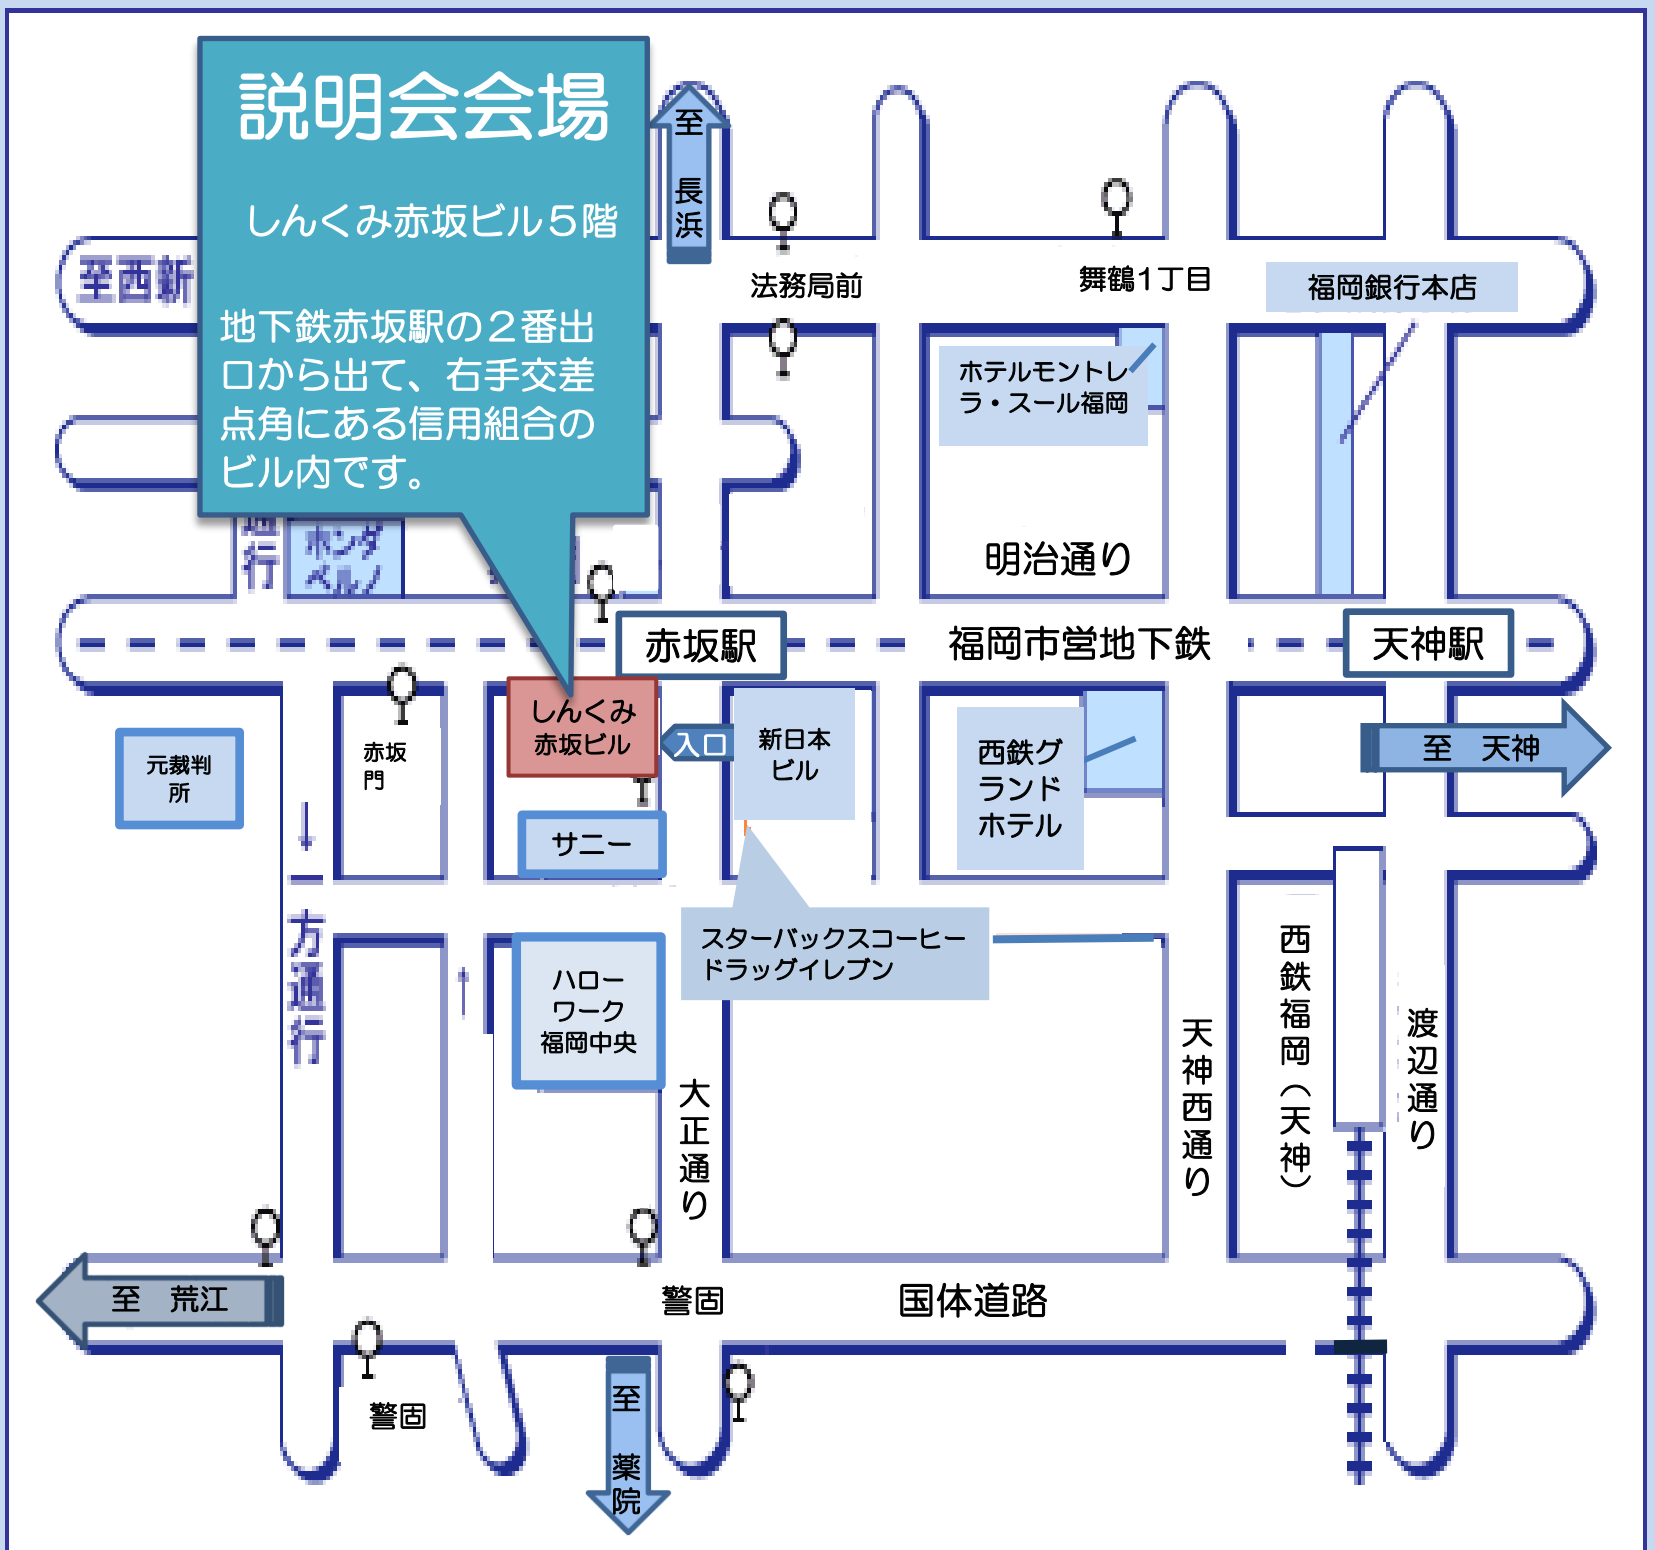 説明会会場
しんくみ赤坂ビル５階
地下鉄赤坂駅の２番出
口から出て、右手交差
点角にある信用組合の
ビル内です。
至
長
浜
至西新
法務局前
舞鶴１丁目
福岡銀行本店
ホテルモントレ
ラ・スール福岡
通行
ホンダ
ベルノ
明治通り
赤坂駅
福岡市営地下鉄
天神駅
しんくみ
赤坂ビル
入口
新日本
ビル
西鉄グ
ランド
ホテル
至　天神
元裁判
所
赤坂
門
サニー
スターバックスコーヒー
ドラッグイレブン
方通行
ハロー
ワーク
福岡中央
大正通り
天神西通り
西鉄福岡（天神）
渡辺通り
至　荒江
警固
国体道路
警固
至
薬
院